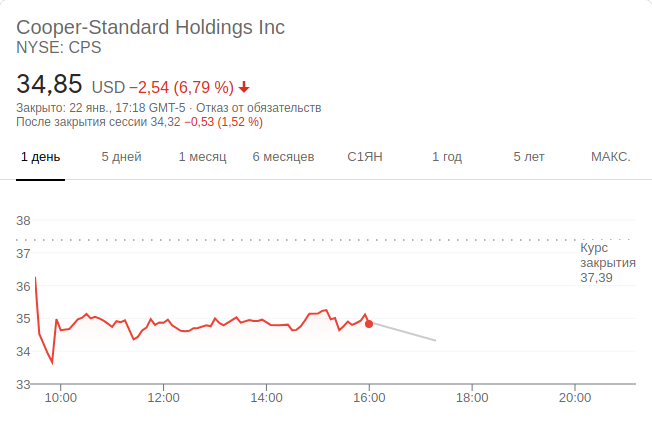 Cooper-Standard Holdings Inc
NYSE: CPS
34,85 USD −2,54 (6,79 %)
Закрыто: 22 янв., 17:18 GMT-5 · Отказ от обязательств
После закрытия сессии 34,32 −0,53 (1,52 %)
1 день 5 дней 1 месяц 6 месяцев С1ЯН 1 год 5 лет МАКС.
38
37
36
35
34
33
Курс
закрытия
37,39
10:00 12:00 14:00 16:00 18:00 20:00